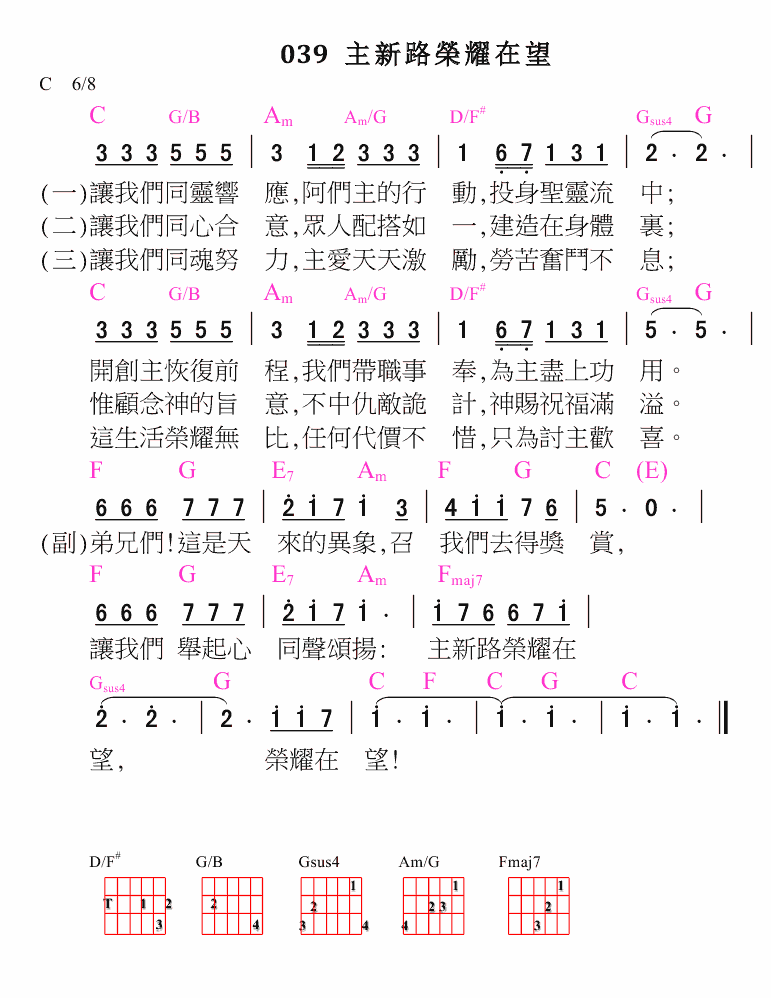 039 主新路榮耀在望
C 6/8
C G/B Am Am/G D/F# Gsus4 G
3 3 3 5 5 5 | 3 1 2 3 3 3 | 1 6 7 1 3 1 | 2 · 2 · |
(一)讓我們同靈響 應,阿們主的行 動,投身聖靈流 中;
(二)讓我們同心合 意,眾人配搭如 一,建造在身體 裏;
(三)讓我們同魂努 力,主愛天天激 勵,勞苦奮鬥不 息;
C G/B Am Am/G D/F# Gsus4 G
3 3 3 5 5 5 | 3 1 2 3 3 3 | 1 6 7 1 3 1 | 5 · 5 · |
開創主恢復前 程,我們帶職事 奉,為主盡上功 用。
惟顧念神的旨 意,不中仇敵詭 計,神賜祝福滿 溢。
這生活榮耀無 比,任何代價不 惜,只為討主歡 喜。
F G E7 Am F G C (E)
6 6 6 7 7 7 | 2 1 7 1 3 | 4 1 1 7 6 | 5 · 0 · |
(副)弟兄們!這是天 來的異象,召 我們去得獎 賞,
F G E7 Am Fmaj7
6 6 6 7 7 7 | 2 1 7 1 · | 1 7 6 6 7 1 |
讓我們 舉起心 同聲頌揚: 主新路榮耀在
Gsus4 G C F C G C
2 · 2 · | 2 · 1 1 7 | 1 · 1 · | 1 · 1 · | 1 · 1 · ||
望, 榮耀在 望!
D/F# G/B Gsus4 Am/G Fmaj7
1 1 1
T 1 2 2 2 2 3 2
3 4 3 4 4 3